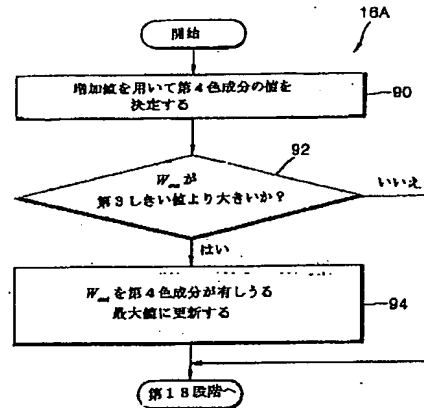 16A
開始
増加値を用いて第4色成分の値を
決定する
90
92
W_out が
第3しきい値より大きいか？
いいえ
はい
W_out を第4色成分が有しうる
最大値に更新する
94
第18段階へ